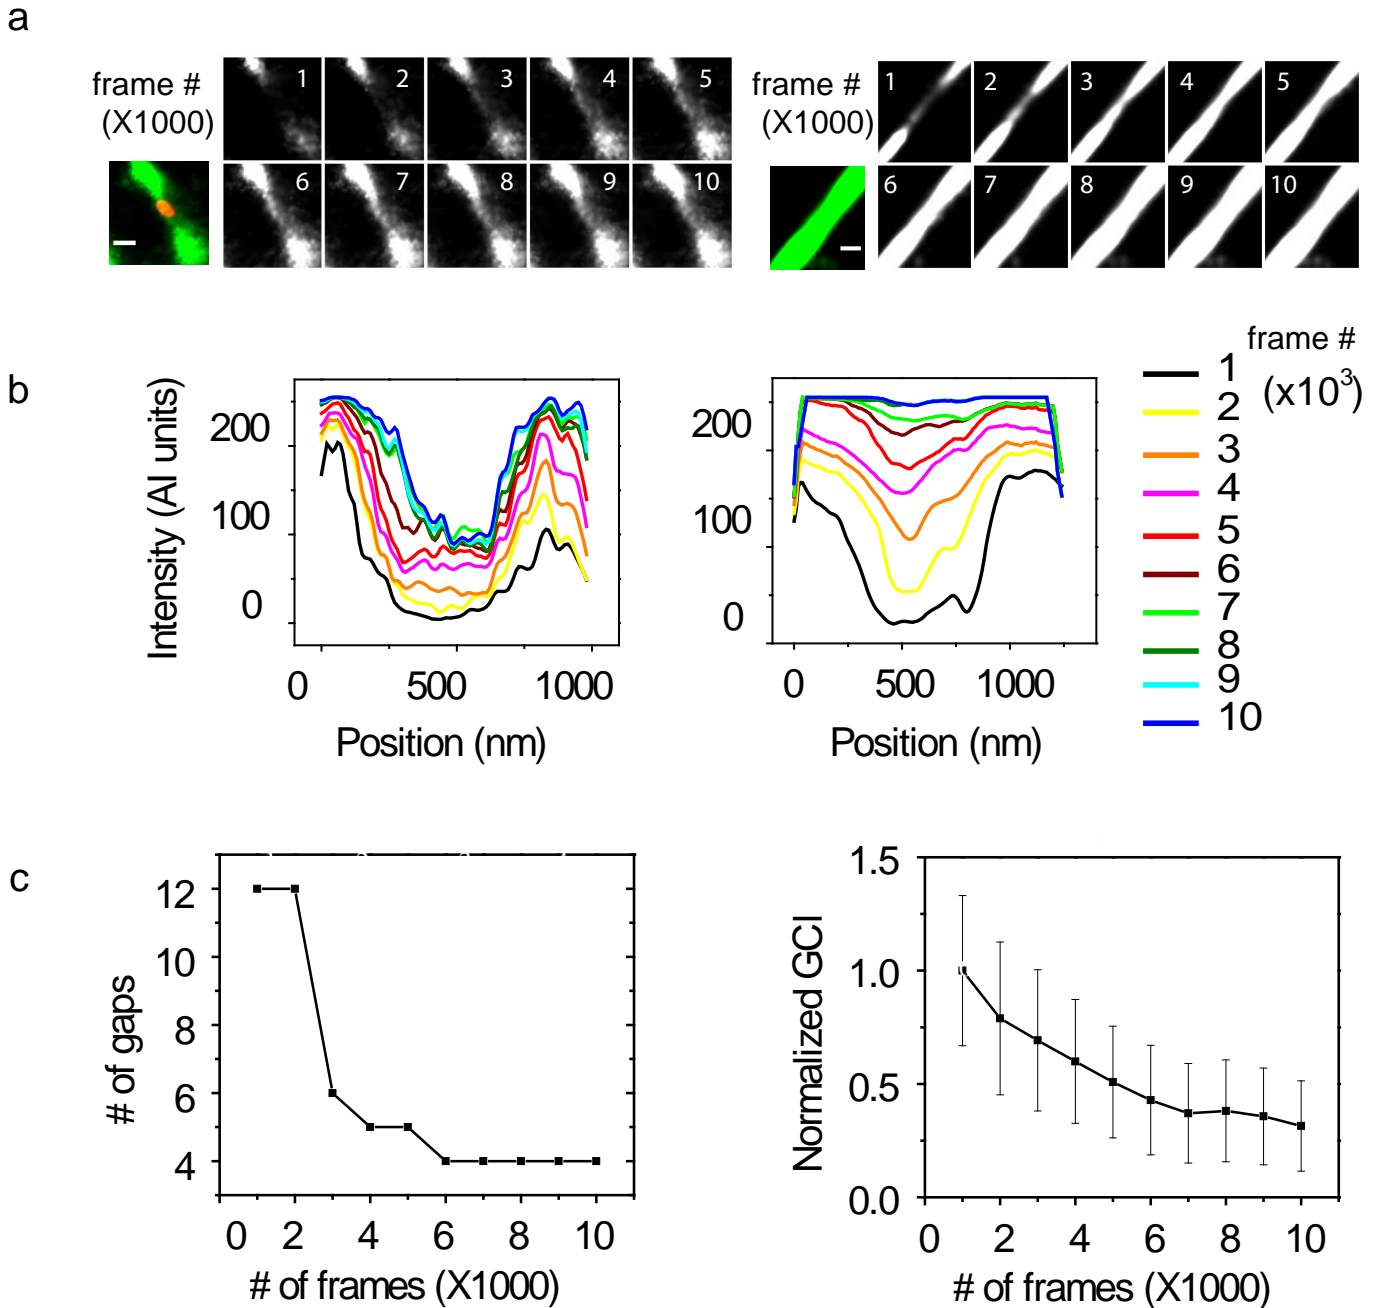 a
frame #
(X1000)
1 2 3 4 5
6 7 8 9 10
frame #
(X1000)
1 2 3 4 5
6 7 8 9 10
b
Intensity (AI units)
200
100
0
0 500 1000
Position (nm)
200
100
0
0 500 1000
Position (nm)
frame #
(x10³)
1
2
3
4
5
6
7
8
9
10
c
# of gaps
12
10
8
6
4
0 2 4 6 8 10
# of frames (X1000)
Normalized GCI
1.5
1.0
0.5
0.0
0 2 4 6 8 10
# of frames (X1000)